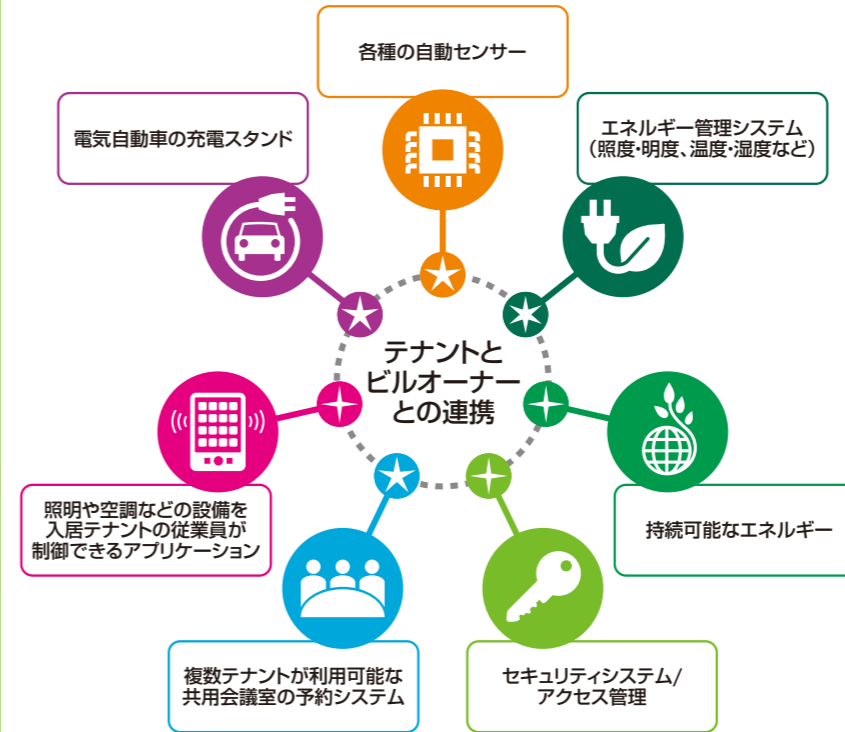 各種の自動センサー
電気自動車の充電スタンド
エネルギー管理システム
（照度・明度、温度・湿度など）
テナントと
ビルオーナー
との連携
照明や空調などの設備を
入居テナントの従業員が
制御できるアプリケーション
持続可能なエネルギー
複数テナントが利用可能な
共用会議室の予約システム
セキュリティシステム/
アクセス管理